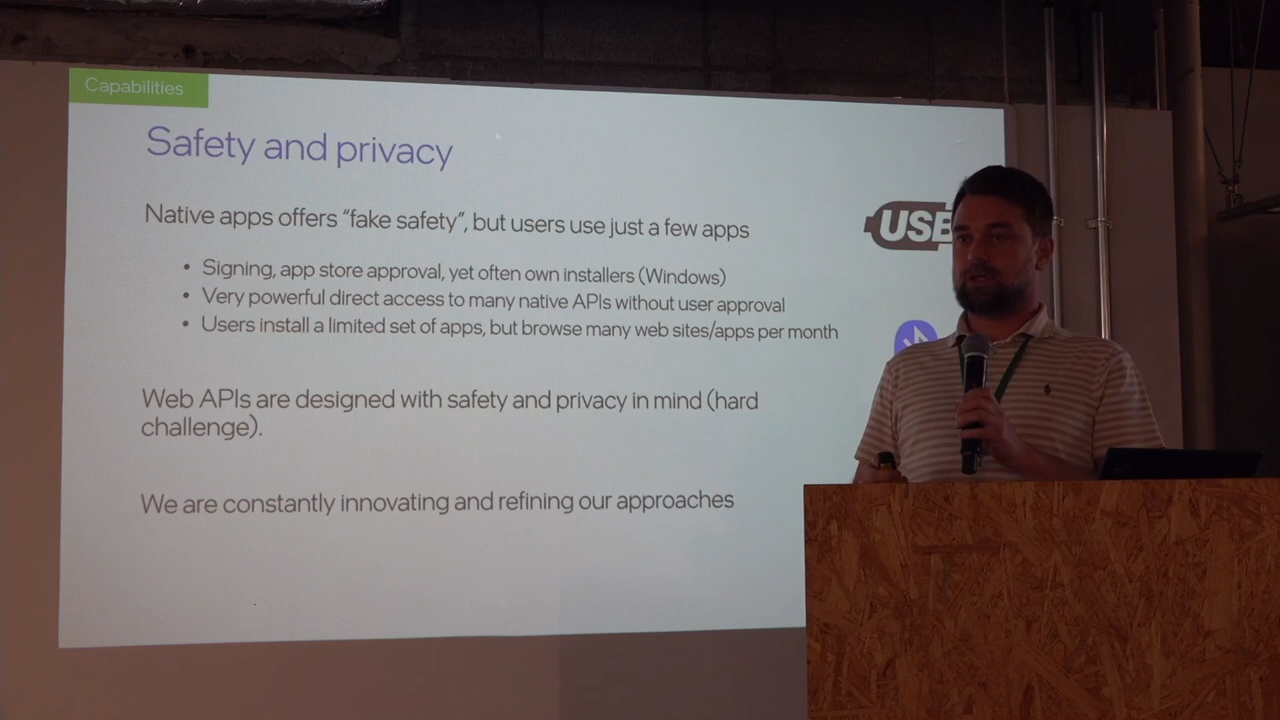 Capabilities
Safety and privacy
Native apps offers “fake safety”, but users use just a few apps
• Signing, app store approval, yet often own installers (Windows)
• Very powerful direct access to many native APIs without user approval
• Users install a limited set of apps, but browse many web sites/apps per month
Web APIs are designed with safety and privacy in mind (hard
challenge).
We are constantly innovating and refining our approaches
USB